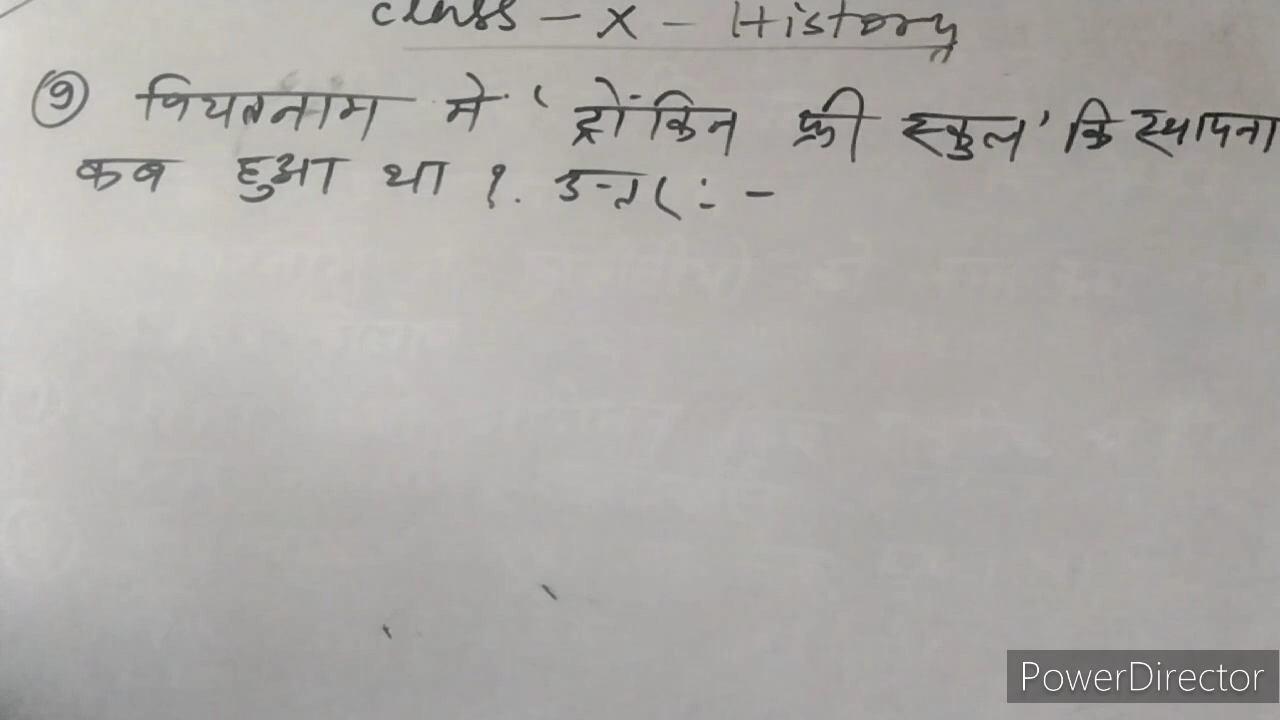 Class - X - History
(9) वियतनाम मे ' ट्रोंकिन फ्री स्कुल' कि स्थापना
कब हुआ था ?. उत्तर : -
PowerDirector